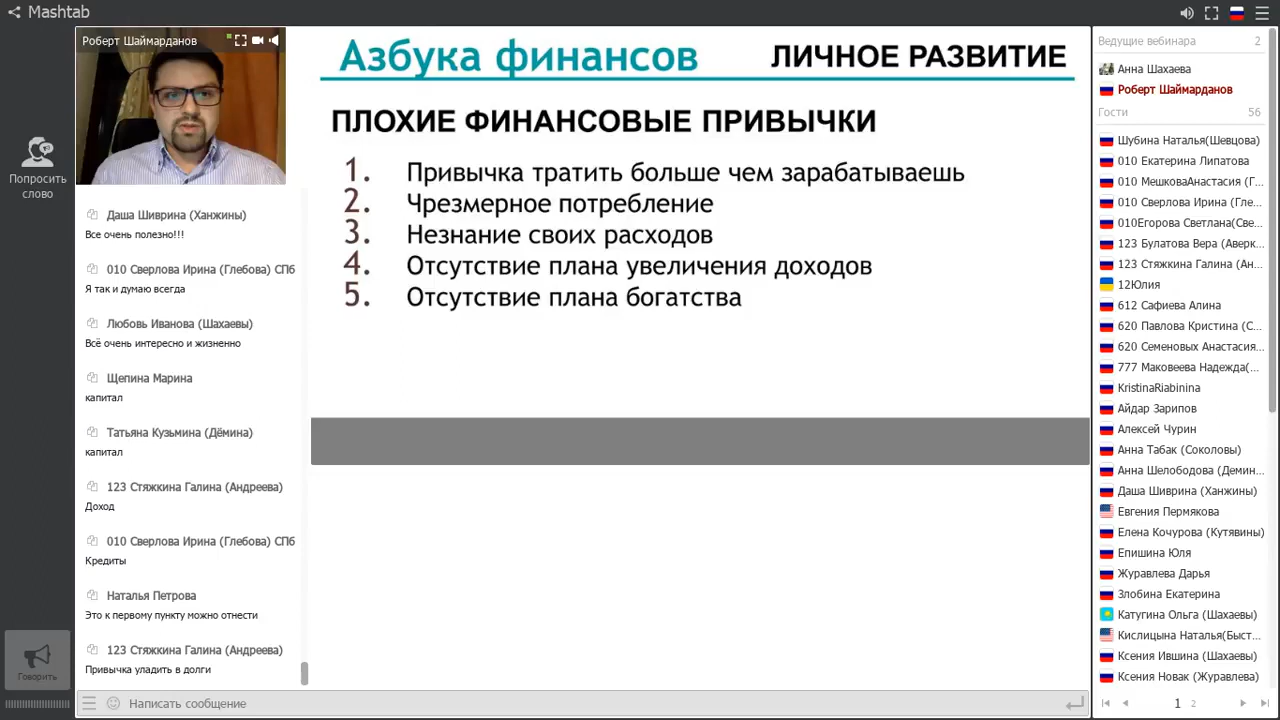 Mashtab
Попросить
слово
Говорить
Роберт Шаймарданов
Даша Шиврина (Ханжины)
Все очень полезно!!!
010 Сверлова Ирина (Глебова) СПб
Я так и думаю всегда
Любовь Иванова (Шахаевы)
Всё очень интересно и жизненно
Щепина Марина
капитал
Татьяна Кузьмина (Дёмина)
капитал
123 Стяжкина Галина (Андреева)
Доход
010 Сверлова Ирина (Глебова) СПб
Кредиты
Наталья Петрова
Это к первому пункту можно отнести
123 Стяжкина Галина (Андреева)
Привычка уладить в долги
Написать сообщение
Азбука финансов
ЛИЧНОЕ РАЗВИТИЕ
ПЛОХИЕ ФИНАНСОВЫЕ ПРИВЫЧКИ
1. Привычка тратить больше чем зарабатываешь
2. Чрезмерное потребление
3. Незнание своих расходов
4. Отсутствие плана увеличения доходов
5. Отсутствие плана богатства
Ведущие вебинара 2
Анна Шахаева
Роберт Шаймарданов
Гости 56
Шубина Наталья(Шевцова)
010 Екатерина Липатова
010 МешковаАнастасия (Г...
010 Сверлова Ирина (Гле...
010Егорова Светлана(Све...
123 Булатова Вера (Аверк...
123 Стяжкина Галина (Ан...
12Юлия
612 Сафиева Алина
620 Павлова Кристина (С...
620 Семеновых Анастасия...
777 Маковеева Надежда(...
KristinaRiabinina
Айдар Зарипов
Алексей Чурин
Анна Табак (Соколовы)
Анна Шелободова (Демин...
Даша Шиврина (Ханжины)
Евгения Пермякова
Елена Кочурова (Кутявины)
Епишина Юля
Журавлева Дарья
Злобина Екатерина
Катугина Ольга (Шахаевы)
Кислицына Наталья(Быст...
Ксения Ившина (Шахаевы)
Ксения Новак (Журавлева)
1 2